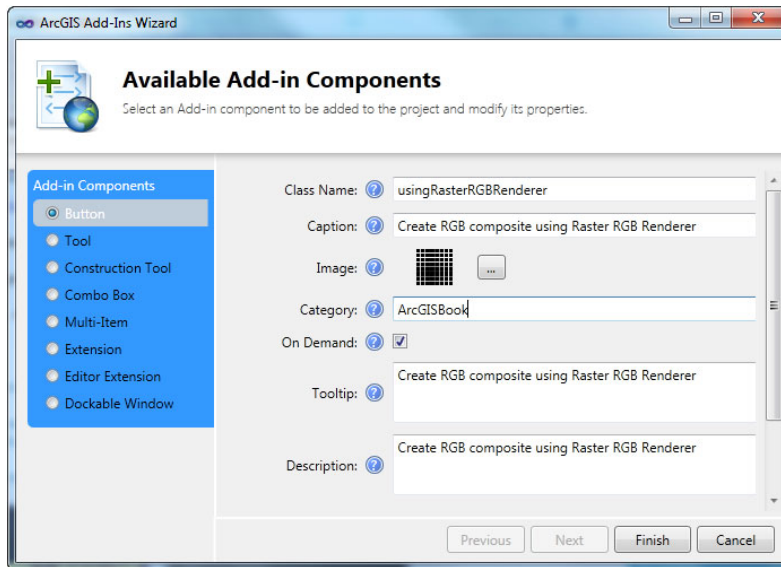 ArcGIS Add-Ins Wizard
Available Add-in Components
Select an Add-in component to be added to the project and modify its properties.
Add-in Components
Button
Tool
Construction Tool
Combo Box
Multi-Item
Extension
Editor Extension
Dockable Window
Class Name: usingRasterRGBRenderer
Caption: Create RGB composite using Raster RGB Renderer
Image: ...
Category: ArcGISBook
On Demand:
Tooltip: Create RGB composite using Raster RGB Renderer
Description: Create RGB composite using Raster RGB Renderer
Previous Next Finish Cancel